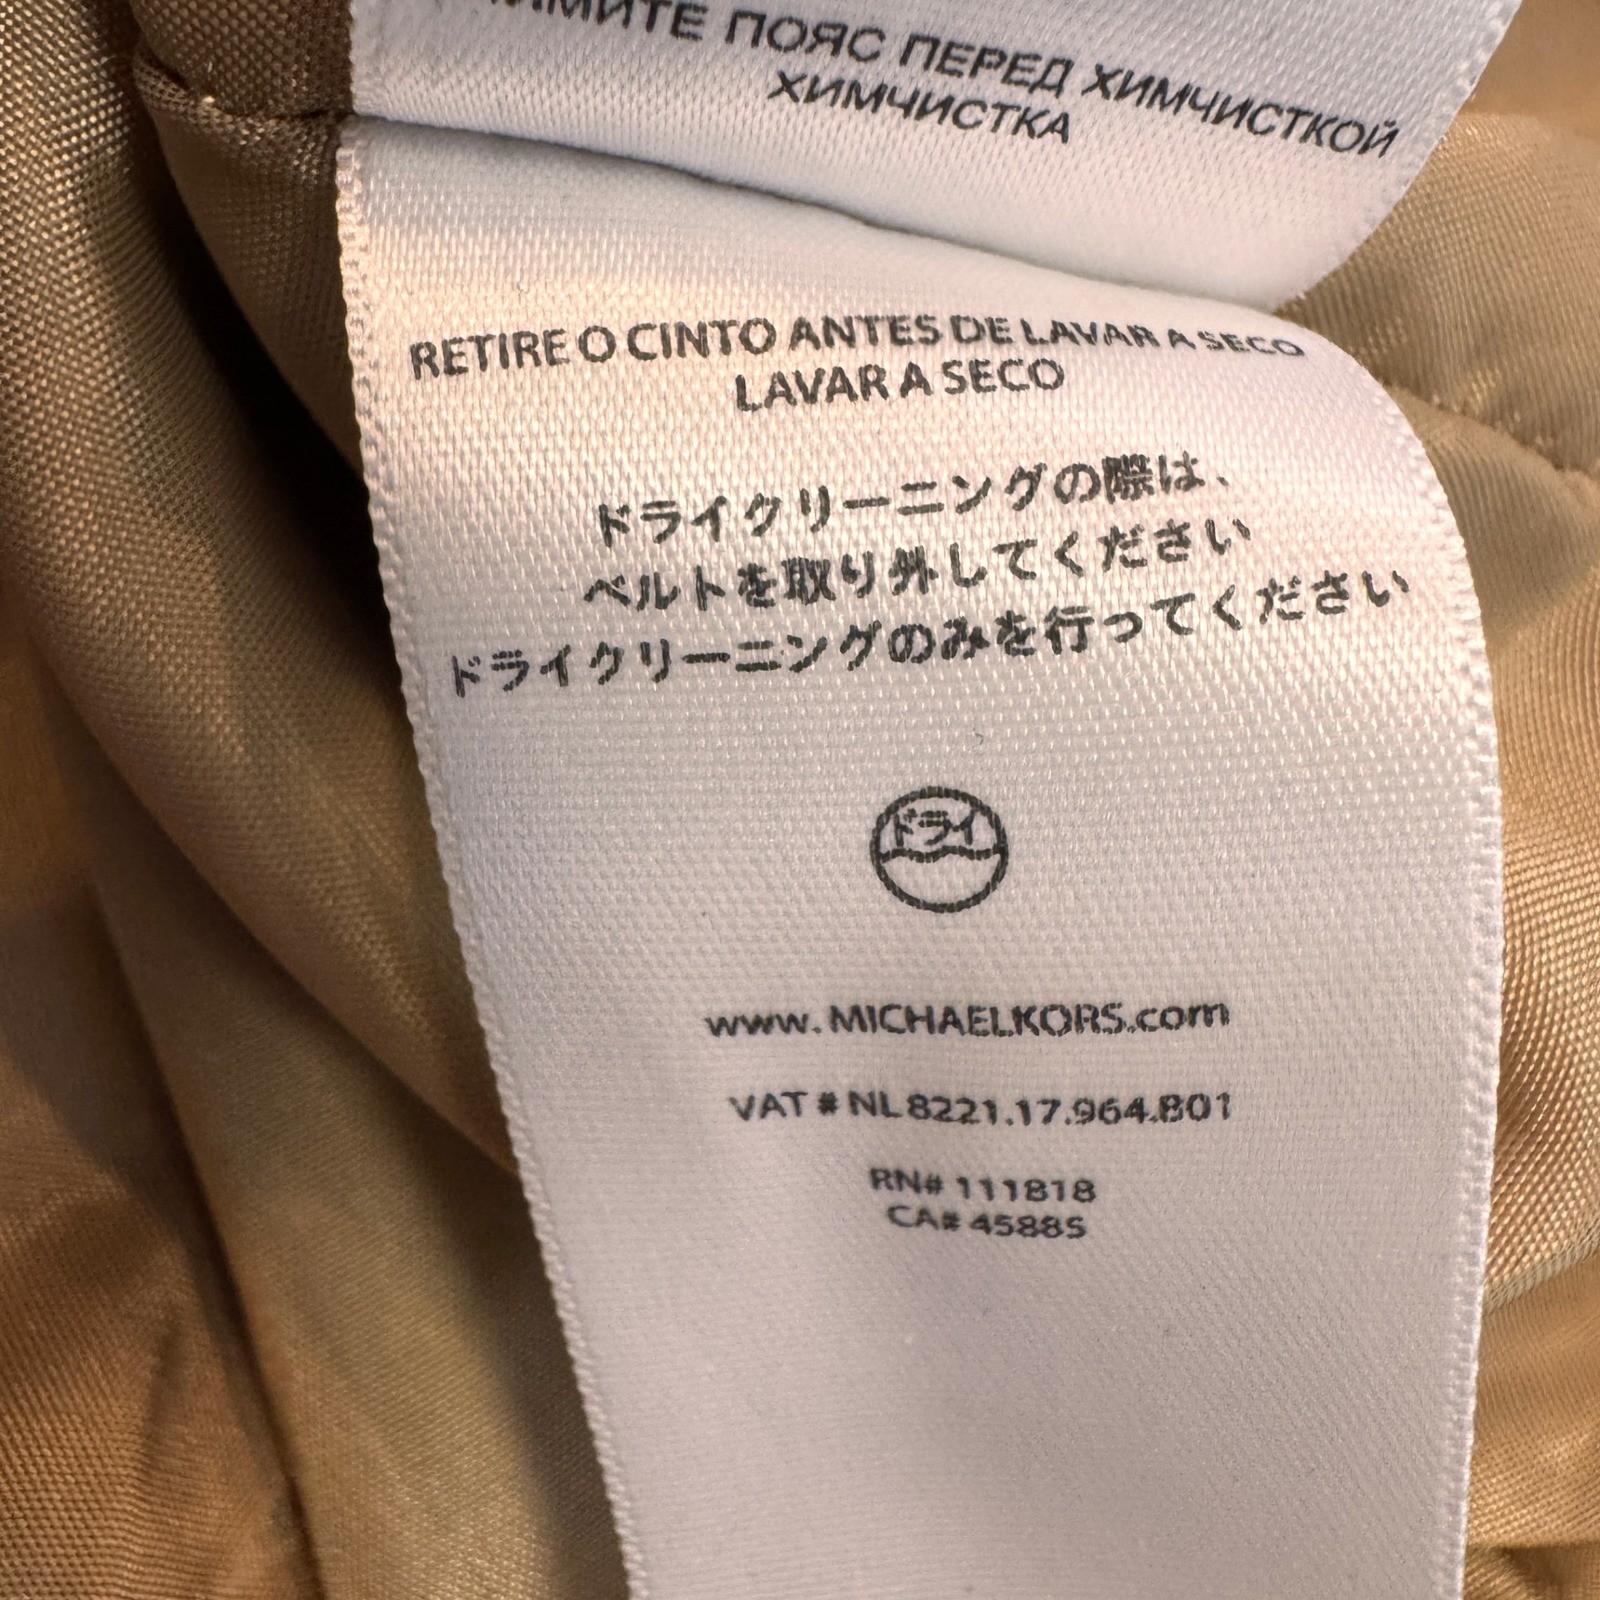 ПОЯС ПЕРЕД ХИМЧИСТКОЙ
ХИМЧИСТКА
RETIRE O CINTO ANTES DE LAVAR A SECO
LAVAR A SECO
ドライクリーニングの際は、
ベルトを取り外してください
ドライクリーニングのみを行ってください
ドライ
www.MICHAELKORS.com
VAT # NL8221.17.964.B01
RN# 111818
CA# 45885